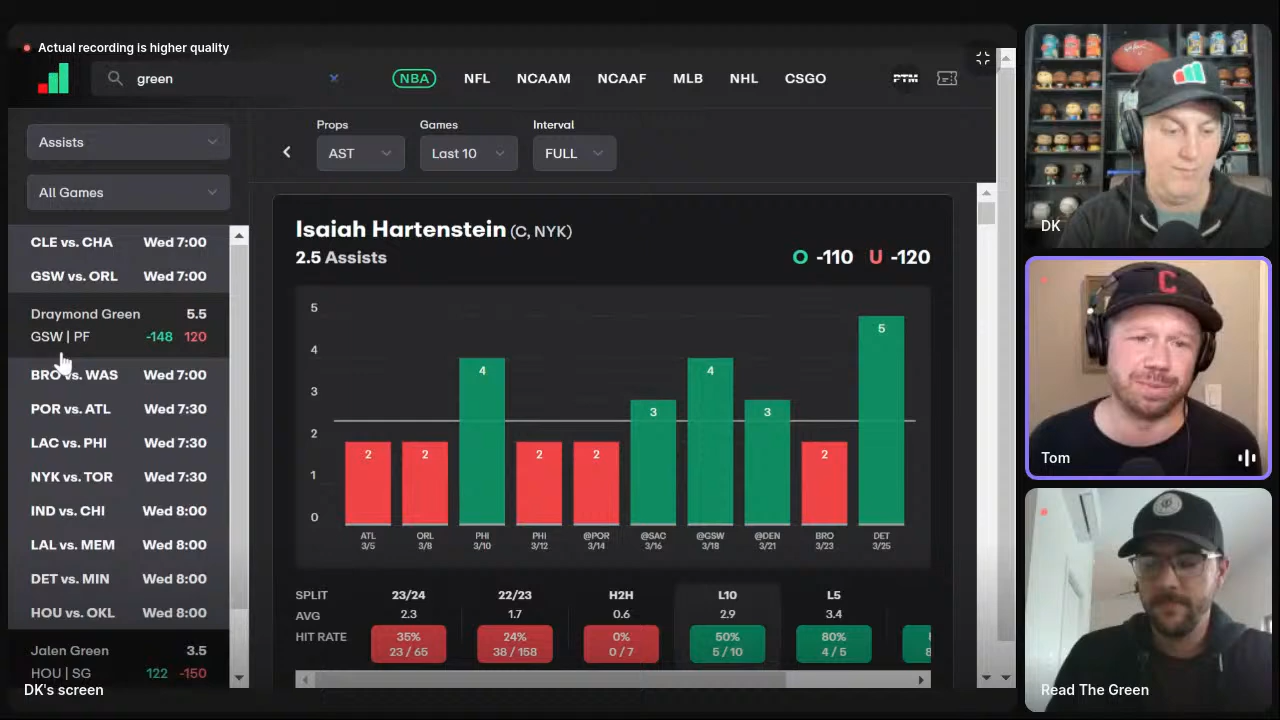 Actual recording is higher quality
green
NBA NFL NCAAM NCAAF MLB NHL CSGO
Assists
All Games
Props Games Interval
AST Last 10 FULL
CLE vs. CHA Wed 7:00
GSW vs. ORL Wed 7:00
Draymond Green 5.5
GSW | PF -148 120
BRO vs. WAS Wed 7:00
POR vs. ATL Wed 7:30
LAC vs. PHI Wed 7:30
NYK vs. TOR Wed 7:30
IND vs. CHI Wed 8:00
LAL vs. MEM Wed 8:00
DET vs. MIN Wed 8:00
HOU vs. OKL Wed 8:00
Jalen Green 3.5
HOU | SG 122 -150
DK's screen
Isaiah Hartenstein (C, NYK)
2.5 Assists O -110 U -120
5
4
3
2
1
0
2 2 4 2 2 3 4 3 2 5
ATL ORL PHI PHI @POR @SAC @GSW @DEN BRO DET
3/5 3/8 3/10 3/12 3/14 3/16 3/18 3/21 3/23 3/25
SPLIT 23/24 22/23 H2H L10 L5
AVG 2.3 1.7 0.6 2.9 3.4
HIT RATE 35% 24% 0% 50% 80%
23 / 65 38 / 158 0 / 7 5 / 10 4 / 5
DK
C
Tom
Read The Green